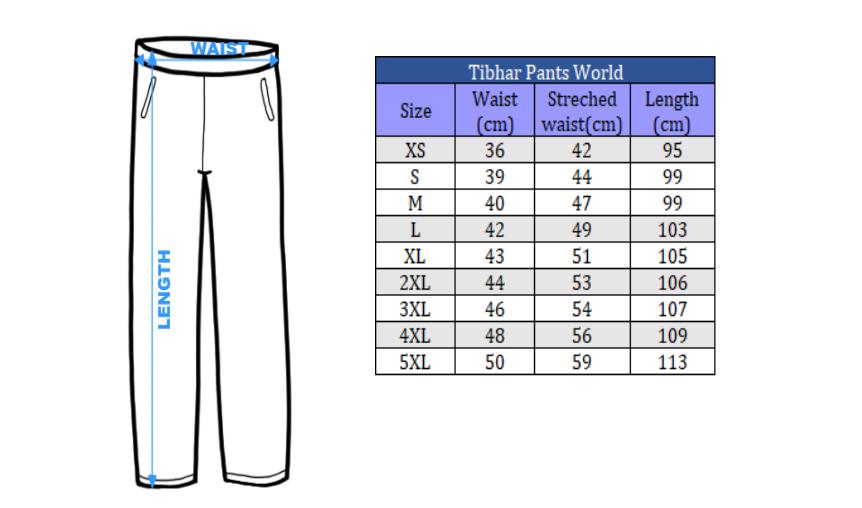 WAIST
LENGTH
Tibhar Pants World
Size Waist (cm) Streched waist(cm) Length (cm)
XS 36 42 95
S 39 44 99
M 40 47 99
L 42 49 103
XL 43 51 105
2XL 44 53 106
3XL 46 54 107
4XL 48 56 109
5XL 50 59 113